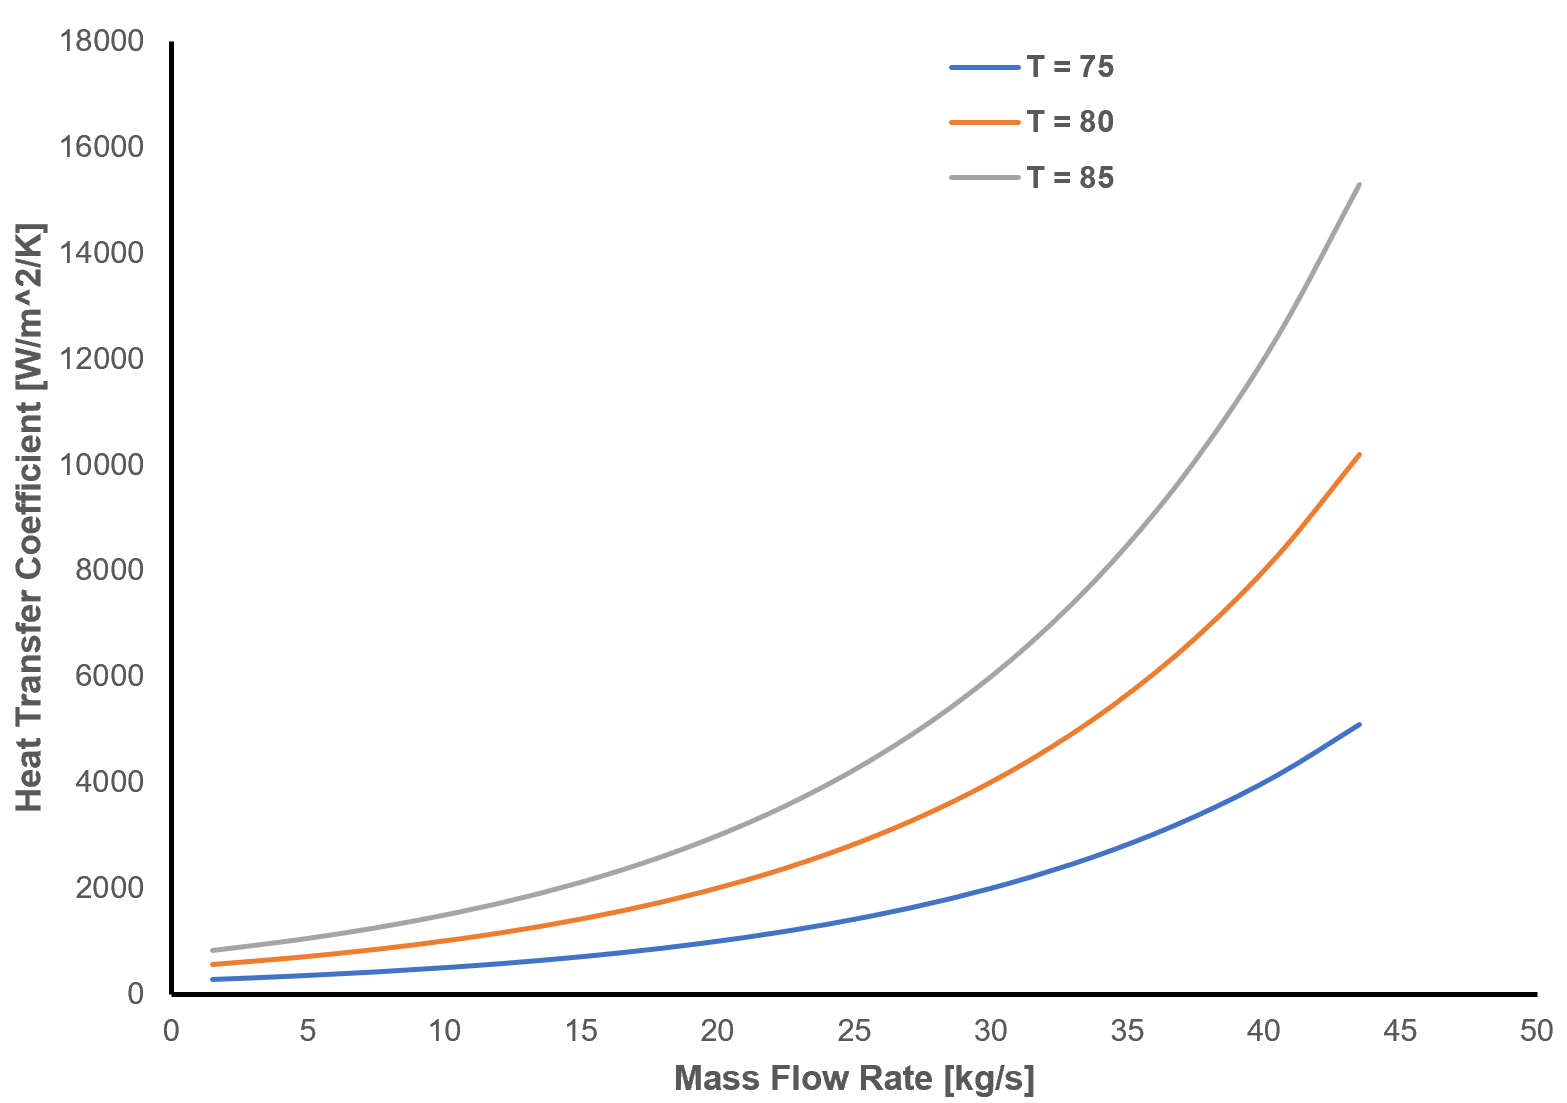 18000
16000
14000
12000
10000
8000
6000
4000
2000
0
Heat Transfer Coefficient [W/m^2/K]
T = 75
T = 80
T = 85
0 5 10 15 20 25 30 35 40 45 50
Mass Flow Rate [kg/s]